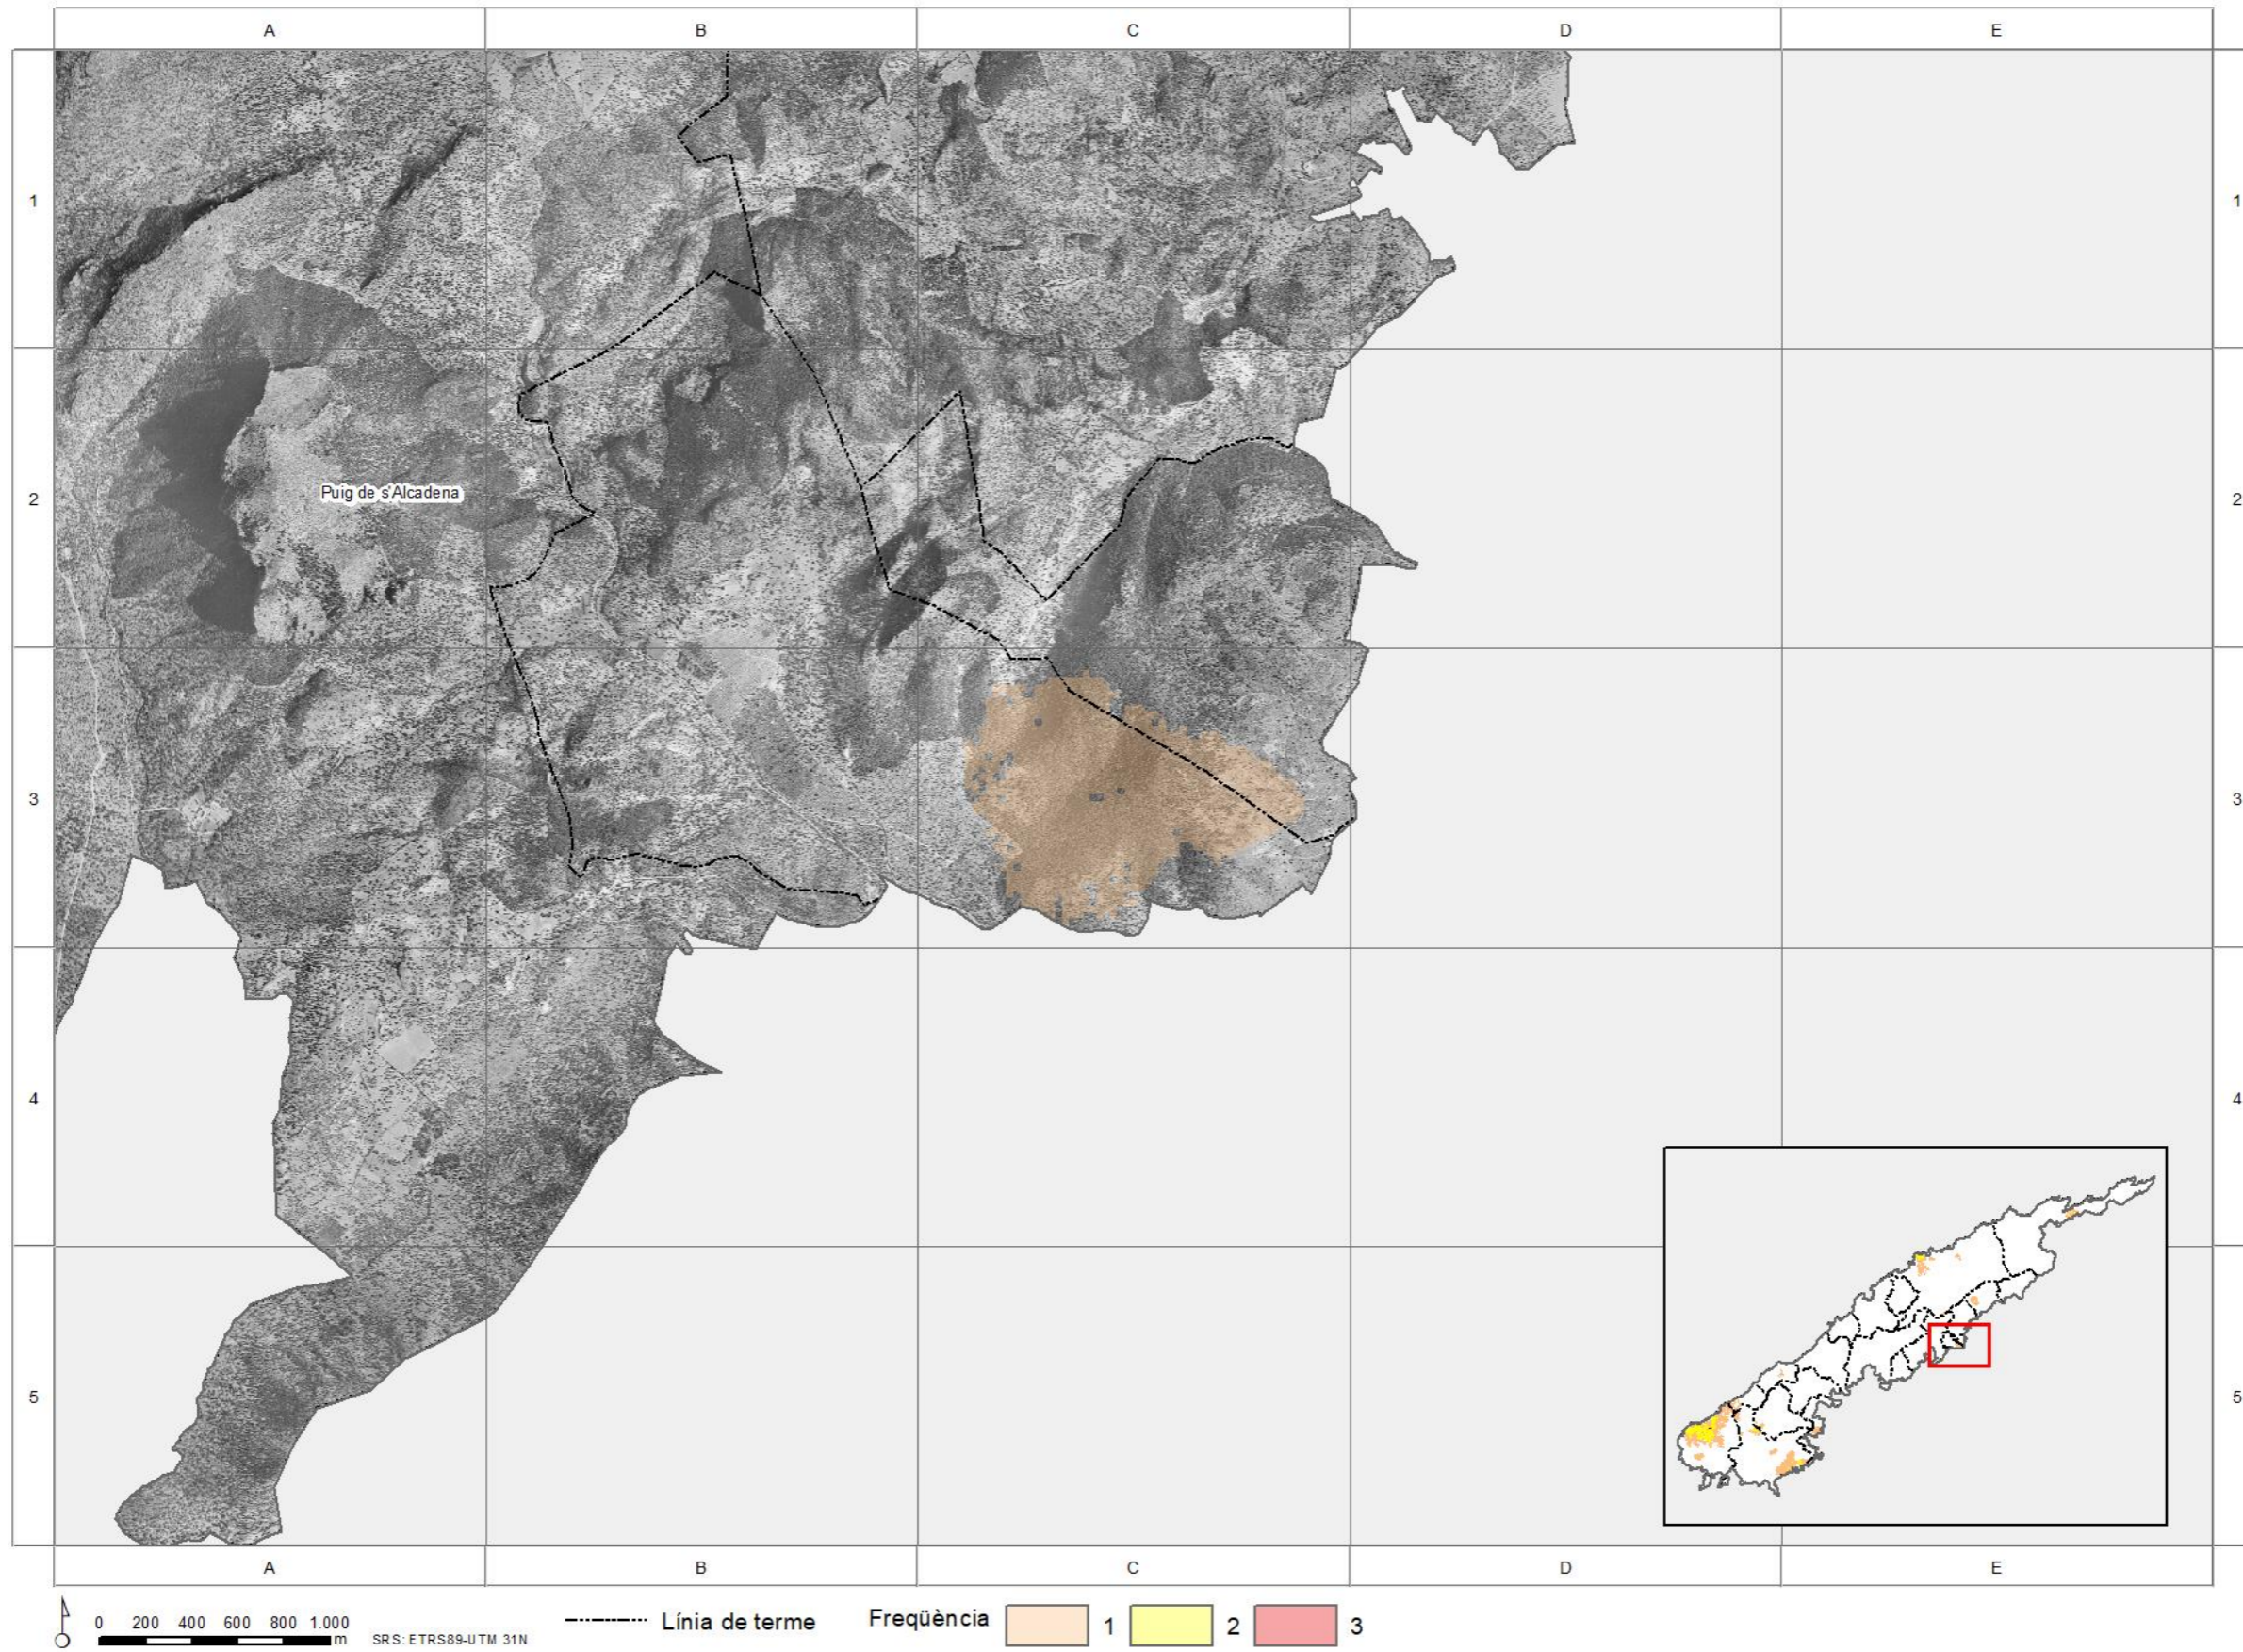 A B C D E
1 1
Puig de s'Alcadena
2 2
3 3
4 4
5 5
A B C D E
0 200 400 600 800 1.000
m
SRS: ETRS89-UTM 31N
Línia de terme
Freqüència 1 2 3